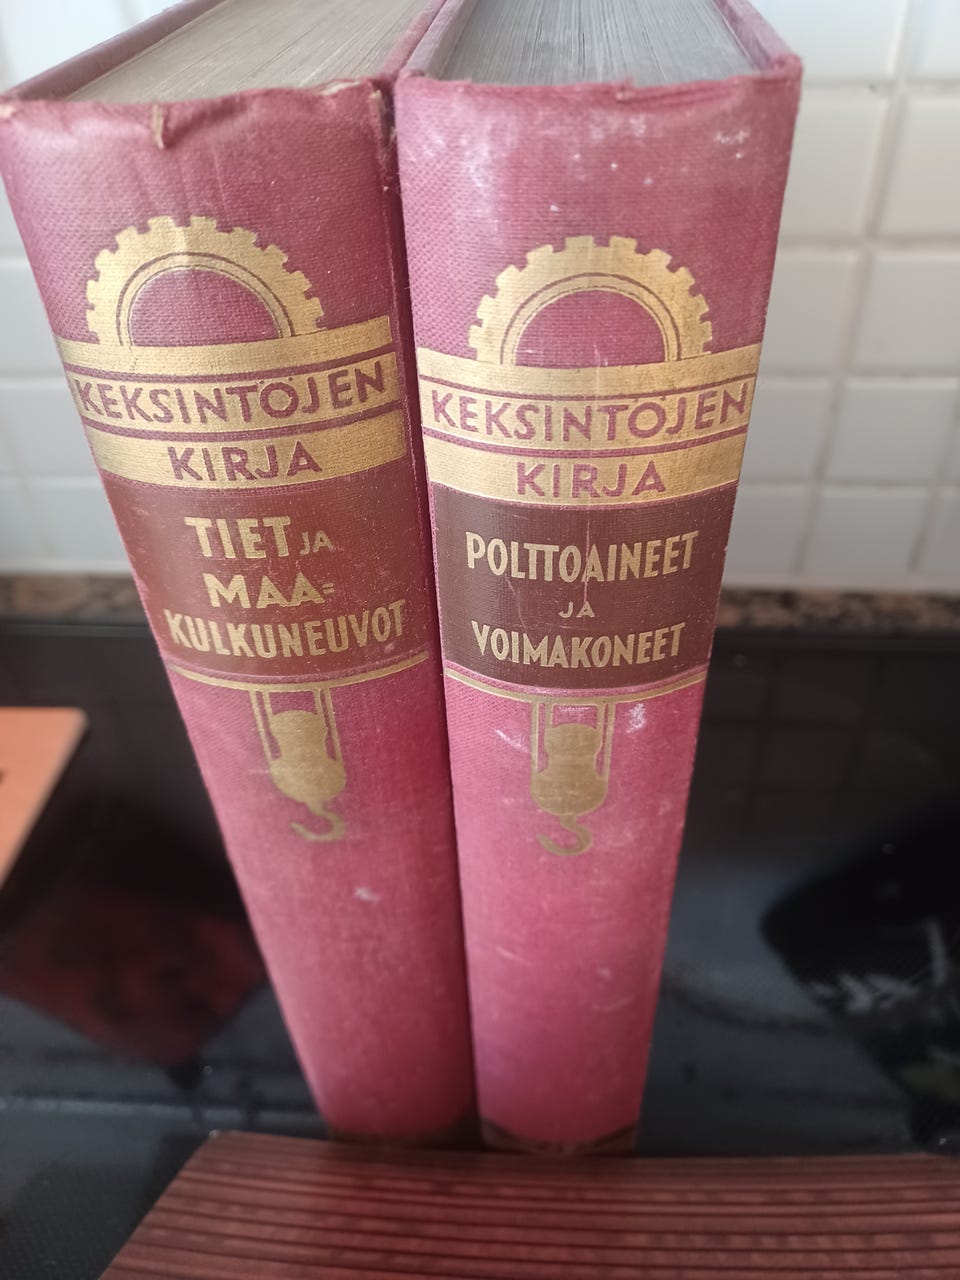 KEKSINTÖJEN
KIRJA
TIET JA
MAA=
KULKUNEUVOT
KEKSINTÖJEN
KIRJA
POLTTOAINEET
JA
VOIMAKONEET